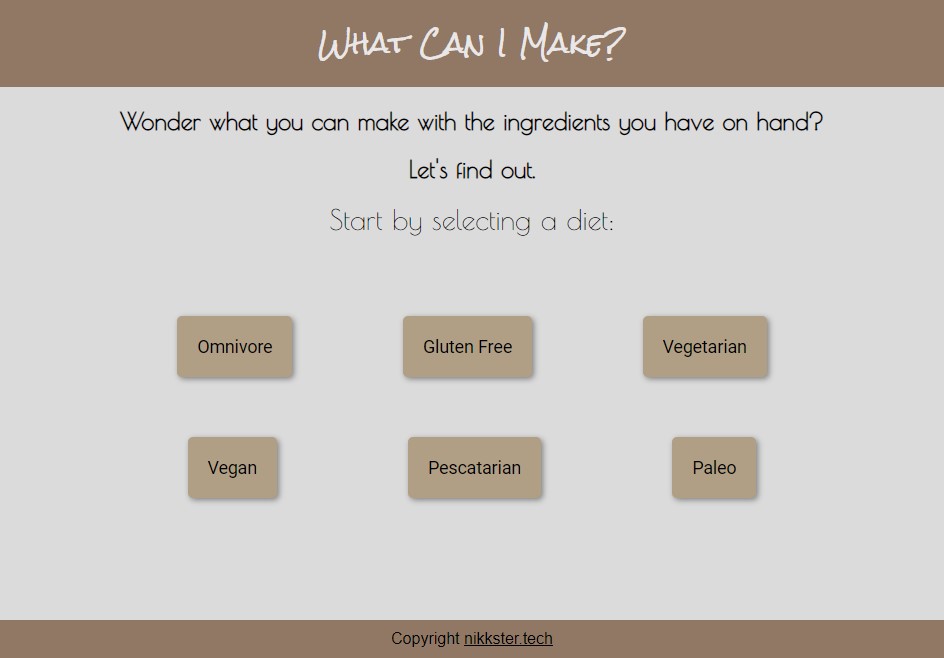 What Can I Make?
Wonder what you can make with the ingredients you have on hand?
Let's find out.
Start by selecting a diet:
Omnivore
Gluten Free
Vegetarian
Vegan
Pescatarian
Paleo
Copyright nikkster.tech